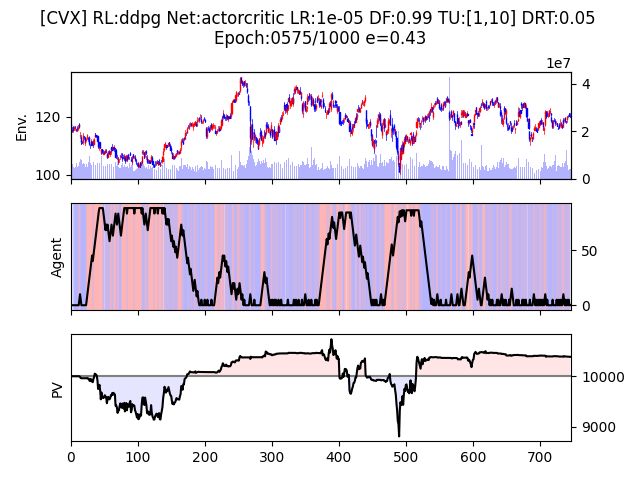 [CVX] RL:ddpg Net:actorcritic LR:1e-05 DF:0.99 TU:[1,10] DRT:0.05
Epoch:0575/1000 e=0.43
1e7
Env.
120
100
4
2
0
Agent
50
0
PV
10000
9000
0 100 200 300 400 500 600 700